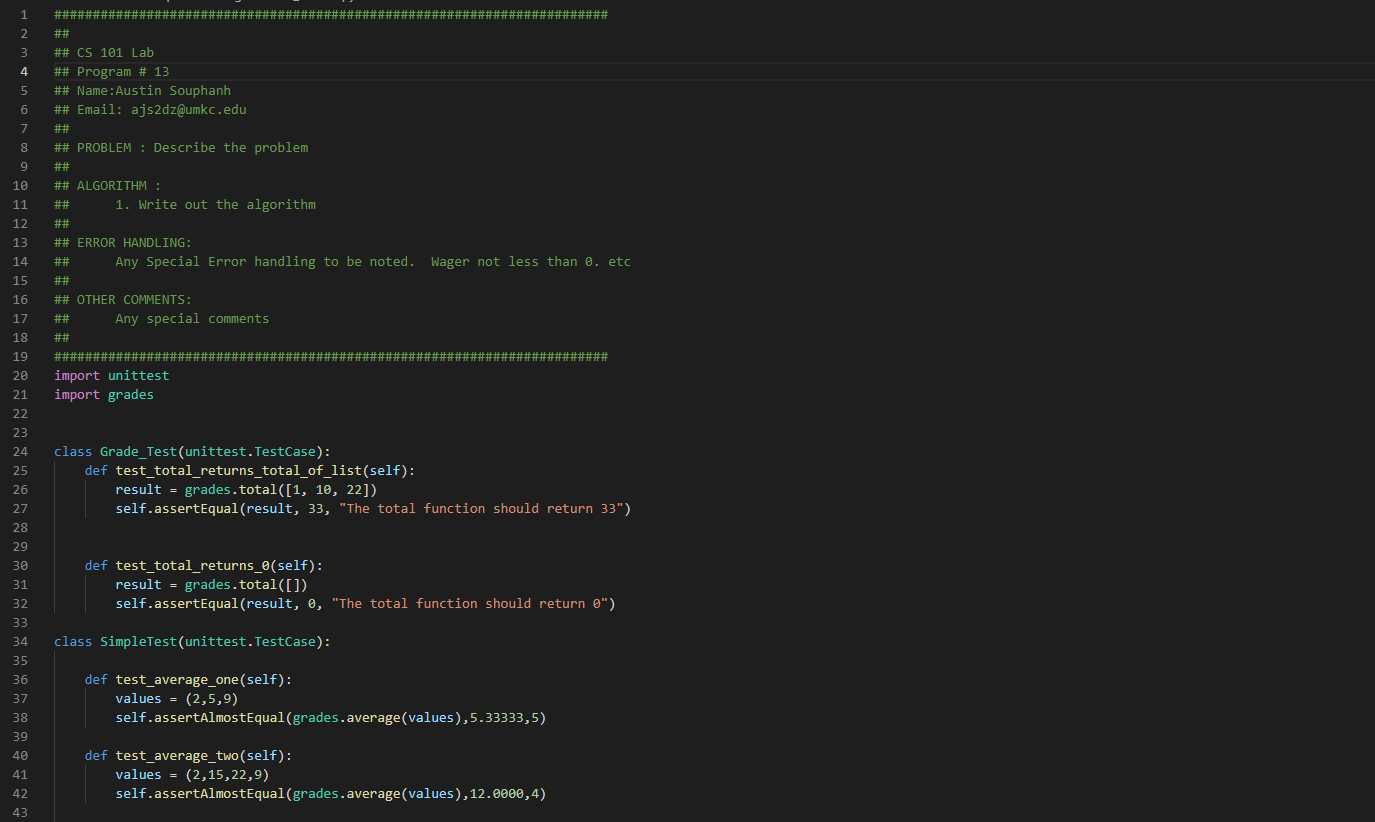 1 ########################################################################
2 ##
3 ## CS 101 Lab
4 ## Program # 13
5 ## Name:Austin Souphanh
6 ## Email: ajs2dz@umkc.edu
7 ##
8 ## PROBLEM : Describe the problem
9 ##
10 ## ALGORITHM :
11 ##      1. Write out the algorithm
12 ##
13 ## ERROR HANDLING:
14 ##      Any Special Error handling to be noted.  Wager not less than 0. etc
15 ##
16 ## OTHER COMMENTS:
17 ##      Any special comments
18 ##
19 ########################################################################
20 import unittest
21 import grades
22
23
24 class Grade_Test(unittest.TestCase):
25     def test_total_returns_total_of_list(self):
26         result = grades.total([1, 10, 22])
27         self.assertEqual(result, 33, "The total function should return 33")
28
29
30     def test_total_returns_0(self):
31         result = grades.total([])
32         self.assertEqual(result, 0, "The total function should return 0")
33
34 class SimpleTest(unittest.TestCase):
35
36     def test_average_one(self):
37         values = (2,5,9)
38         self.assertAlmostEqual(grades.average(values),5.33333,5)
39
40     def test_average_two(self):
41         values = (2,15,22,9)
42         self.assertAlmostEqual(grades.average(values),12.0000,4)
43